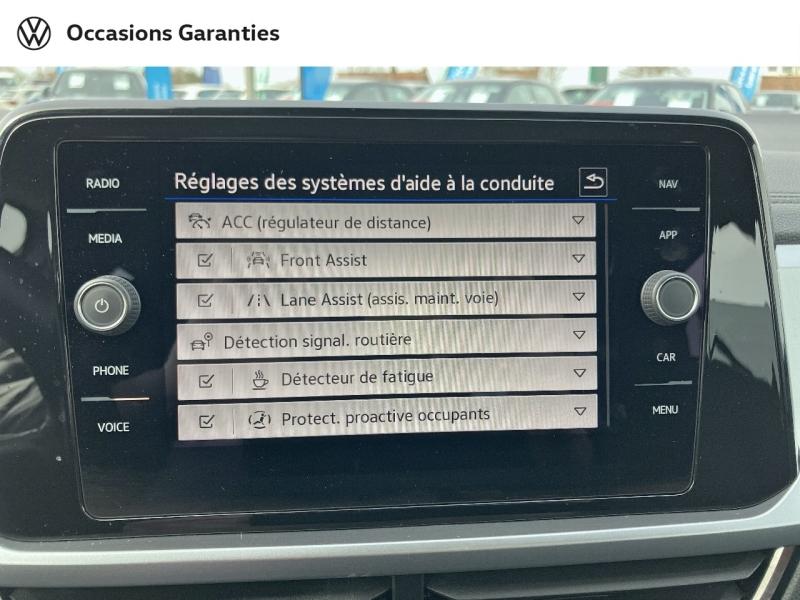 Occasions Garanties
RADIO
MEDIA
PHONE
VOICE
Réglages des systèmes d'aide à la conduite
ACC (régulateur de distance)
Front Assist
Lane Assist (assis. maint. voie)
Détection signal. routière
Détecteur de fatigue
Protect. proactive occupants
NAV
APP
CAR
MENU